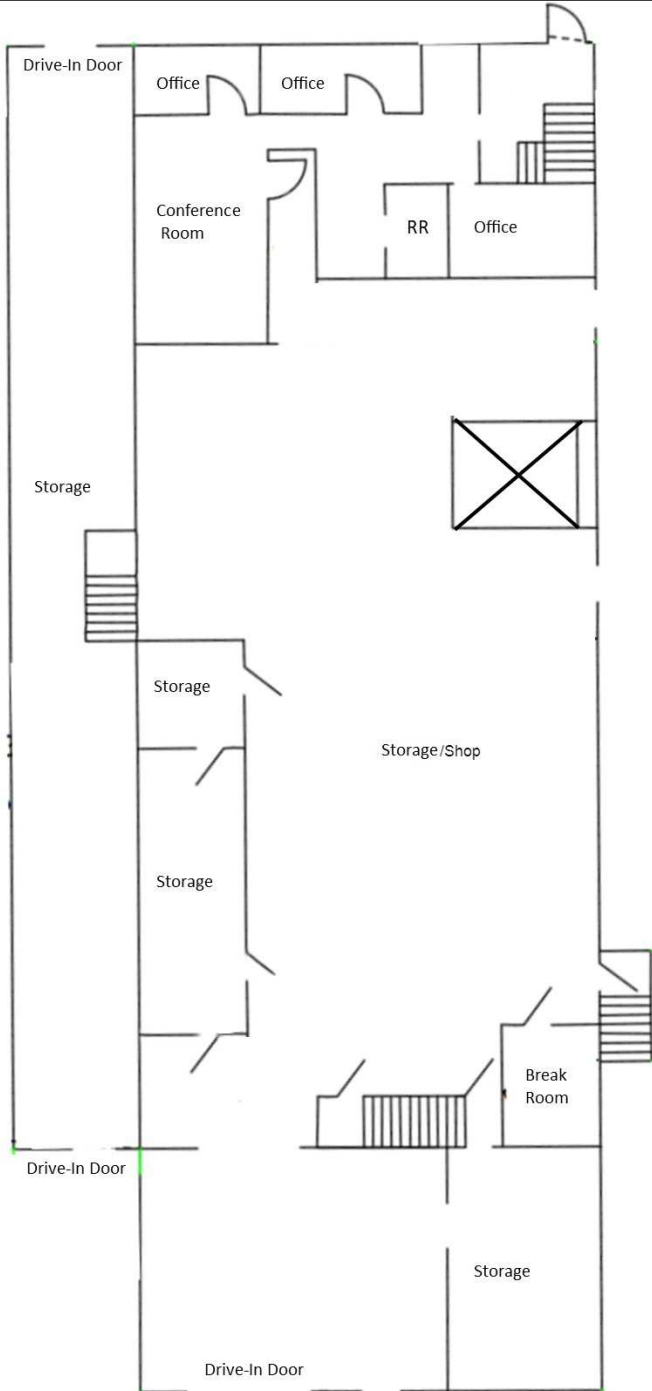 Drive-In Door
Office
Office
Conference
Room
RR
Office
Storage
Storage
Storage/Shop
Storage
Break
Room
Drive-In Door
Storage
Drive-In Door